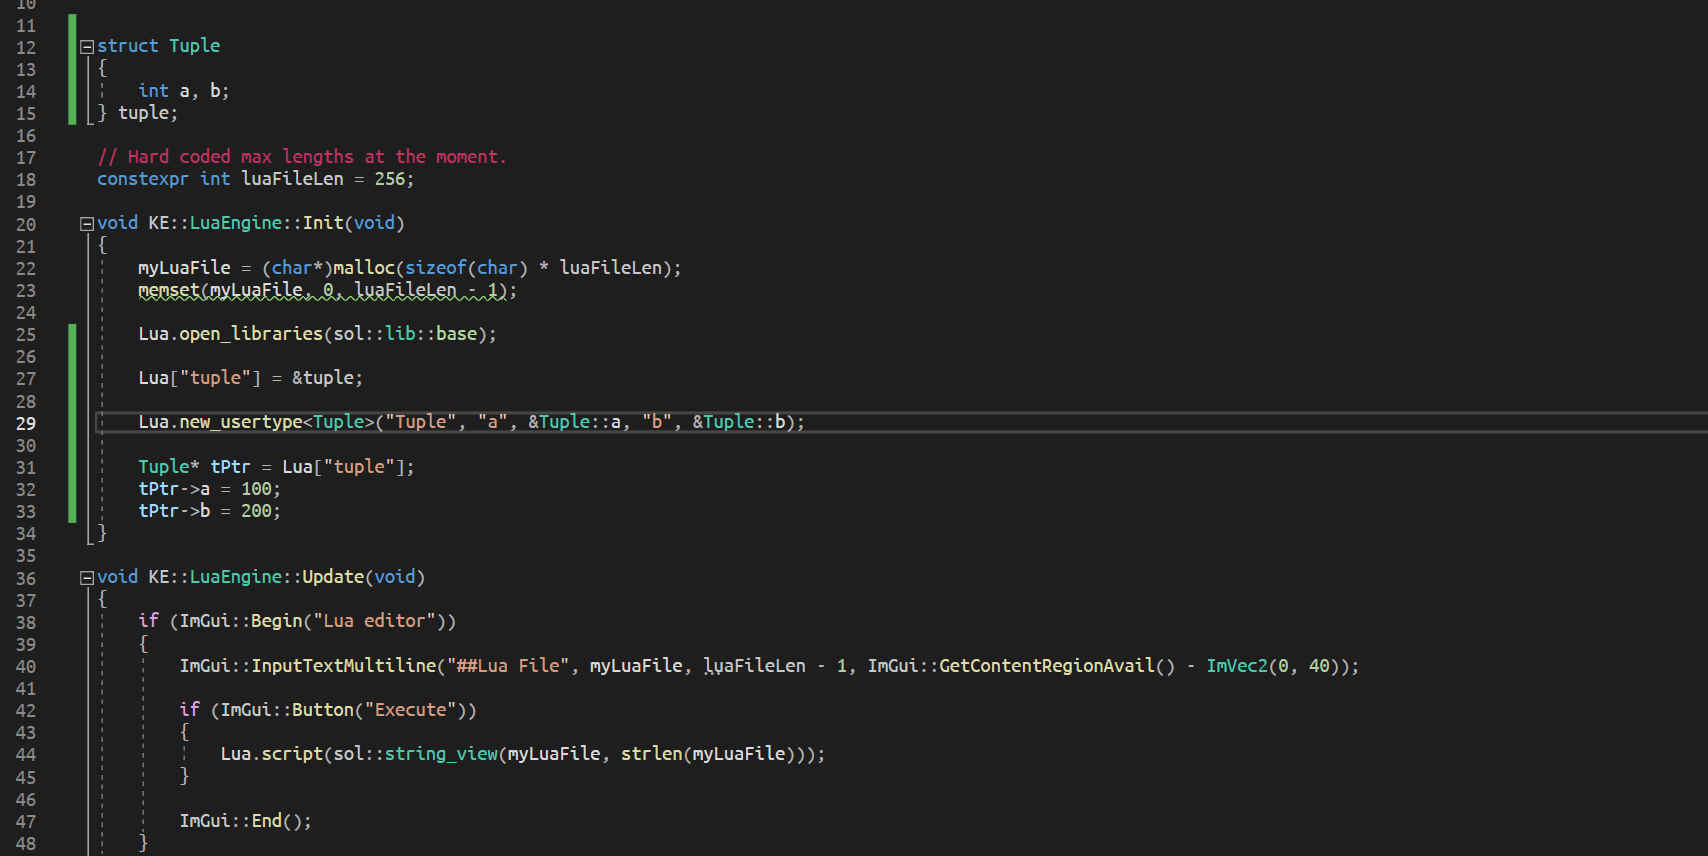 10
11
12 struct Tuple
13 {
14     int a, b;
15 } tuple;
16
17 // Hard coded max lengths at the moment.
18 constexpr int luaFileLen = 256;
19
20 void KE::LuaEngine::Init(void)
21 {
22     myLuaFile = (char*)malloc(sizeof(char) * luaFileLen);
23     memset(myLuaFile, 0, luaFileLen - 1);
24
25     Lua.open_libraries(sol::lib::base);
26
27     Lua["tuple"] = &tuple;
28
29     Lua.new_usertype<Tuple>("Tuple", "a", &Tuple::a, "b", &Tuple::b);
30
31     Tuple* tPtr = Lua["tuple"];
32     tPtr->a = 100;
33     tPtr->b = 200;
34 }
35
36 void KE::LuaEngine::Update(void)
37 {
38     if (ImGui::Begin("Lua editor"))
39     {
40         ImGui::InputTextMultiline("##Lua File", myLuaFile, luaFileLen - 1, ImGui::GetContentRegionAvail() - ImVec2(0, 40));
41
42         if (ImGui::Button("Execute"))
43         {
44             Lua.script(sol::string_view(myLuaFile, strlen(myLuaFile)));
45         }
46
47         ImGui::End();
48     }